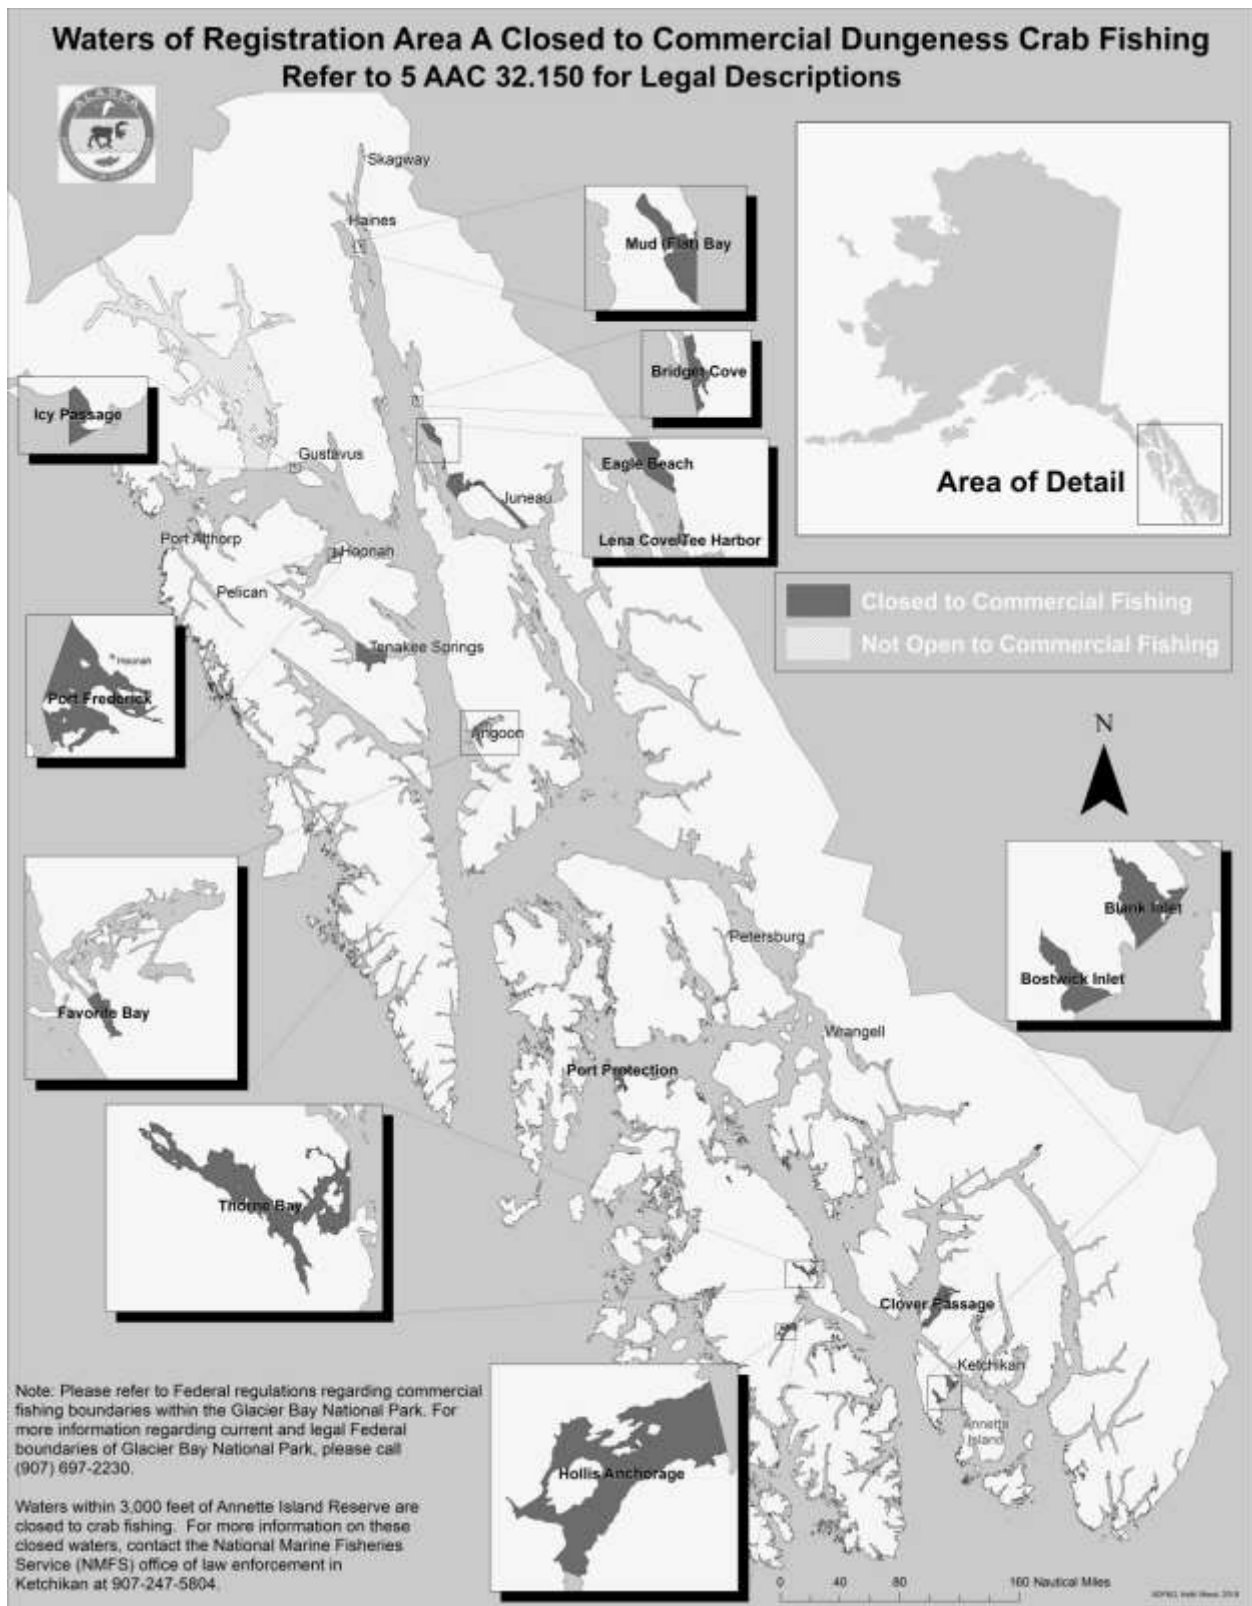 Waters of Registration Area A Closed to Commercial Dungeness Crab Fishing
Refer to 5 AAC 32.150 for Legal Descriptions
ALASKA
Skagway
Haines
Mud (Flat) Bay
Bridget Cove
Icy Passage
Gustavus
Eagle Beach
Juneau
Lena Cove/Tee Harbor
Area of Detail
Port Althorp
Hoonah
Pelican
Closed to Commercial Fishing
Not Open to Commercial Fishing
Tenakee Springs
Hoonah
Port Frederick
Angoon
N
Blank Inlet
Bostwick Inlet
Petersburg
Favorite Bay
Wrangell
Port Protection
Thorne Bay
Clover Passage
Ketchikan
Annette
Island
Hollis Anchorage
Note: Please refer to Federal regulations regarding commercial
fishing boundaries within the Glacier Bay National Park. For
more information regarding current and legal Federal
boundaries of Glacier Bay National Park, please call
(907) 697-2230.
Waters within 3,000 feet of Annette Island Reserve are
closed to crab fishing. For more information on these
closed waters, contact the National Marine Fisheries
Service (NMFS) office of law enforcement in
Ketchikan at 907-247-5804.
0 40 80 160 Nautical Miles